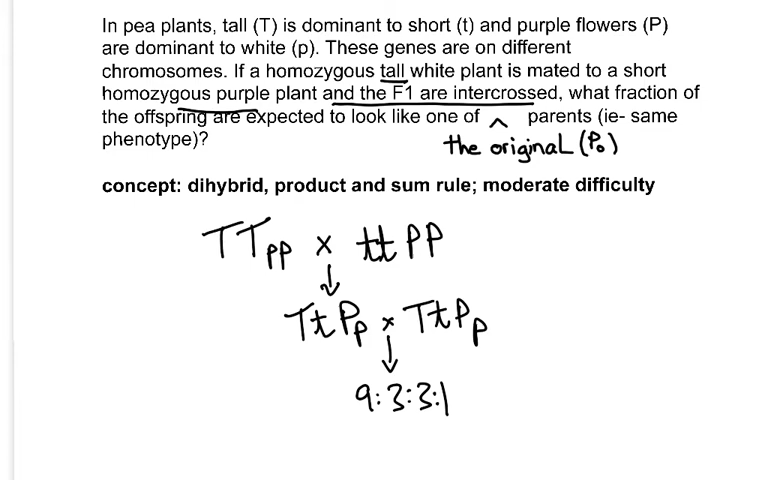 In pea plants, tall (T) is dominant to short (t) and purple flowers (P)
are dominant to white (p). These genes are on different
chromosomes. If a homozygous tall white plant is mated to a short
homozygous purple plant and the F1 are intercrossed, what fraction of
the offspring are expected to look like one of ^ parents (ie- same
phenotype)?
the original (P₀)
concept: dihybrid, product and sum rule; moderate difficulty
TTpp x ttPP
↓
TtPp x TtPp
↓
9:3:3:1